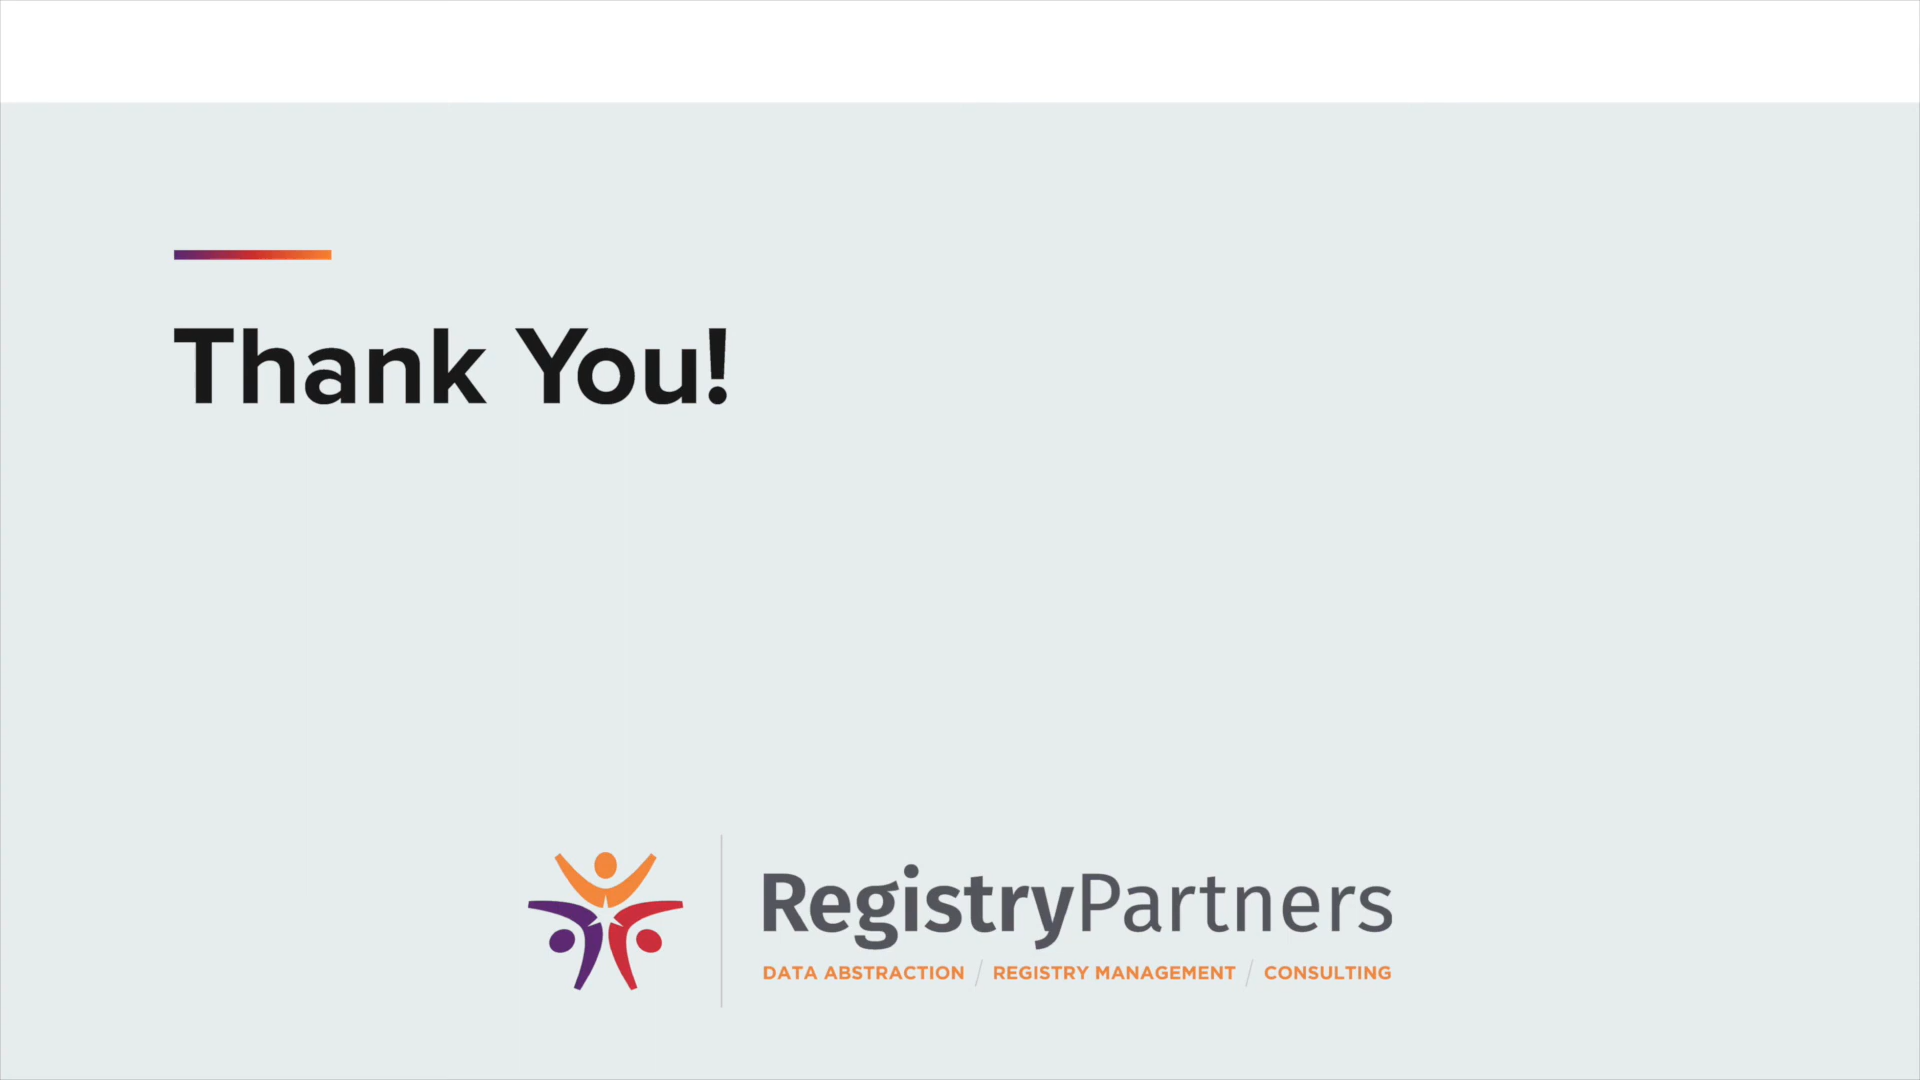 Thank You!
RegistryPartners
DATA ABSTRACTION / REGISTRY MANAGEMENT / CONSULTING